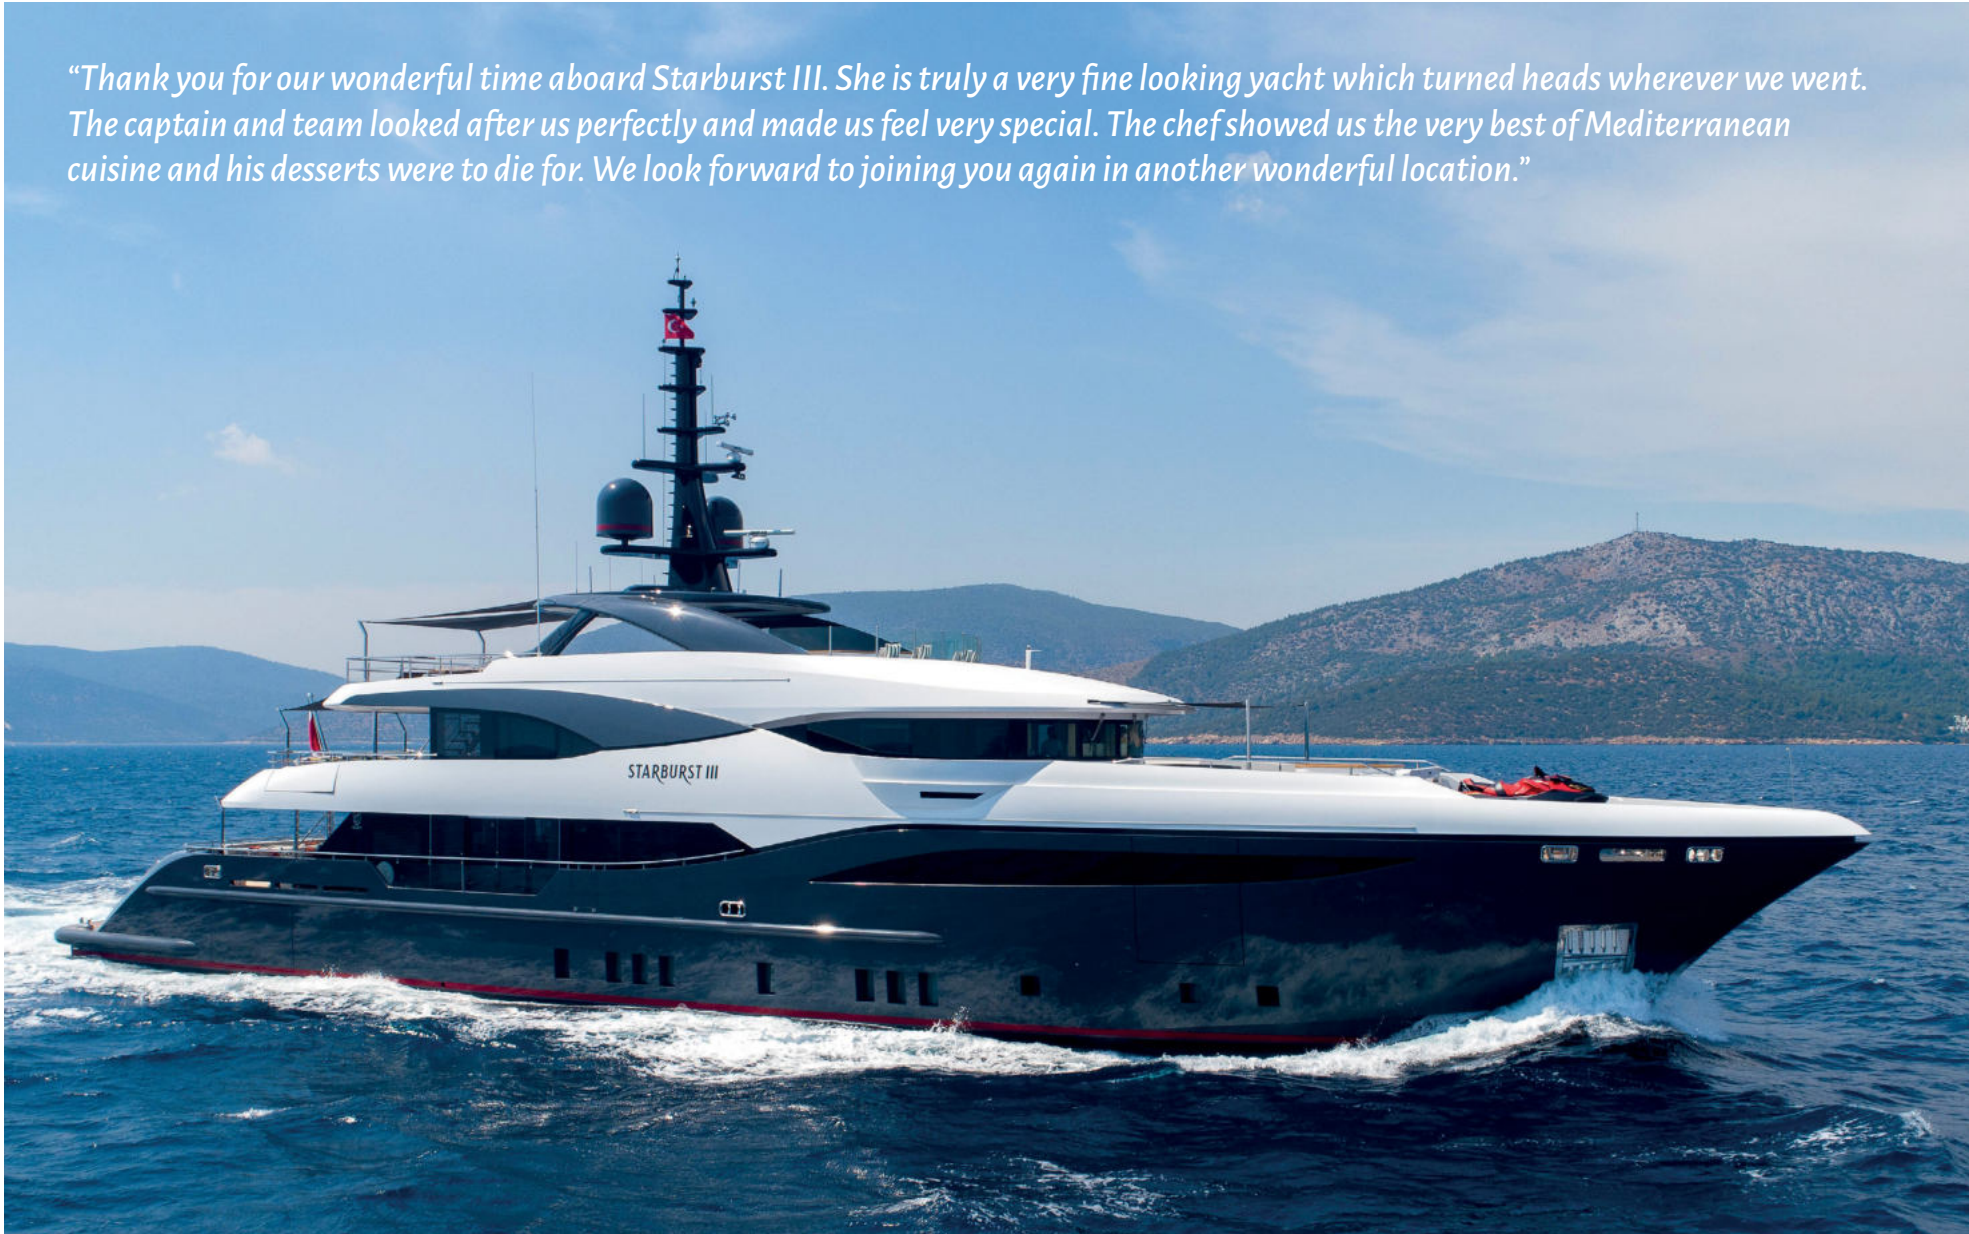 “Thank you for our wonderful time aboard Starburst III. She is truly a very fine looking yacht which turned heads wherever we went.
The captain and team looked after us perfectly and made us feel very special. The chef showed us the very best of Mediterranean
cuisine and his desserts were to die for. We look forward to joining you again in another wonderful location.”
STARBURST III